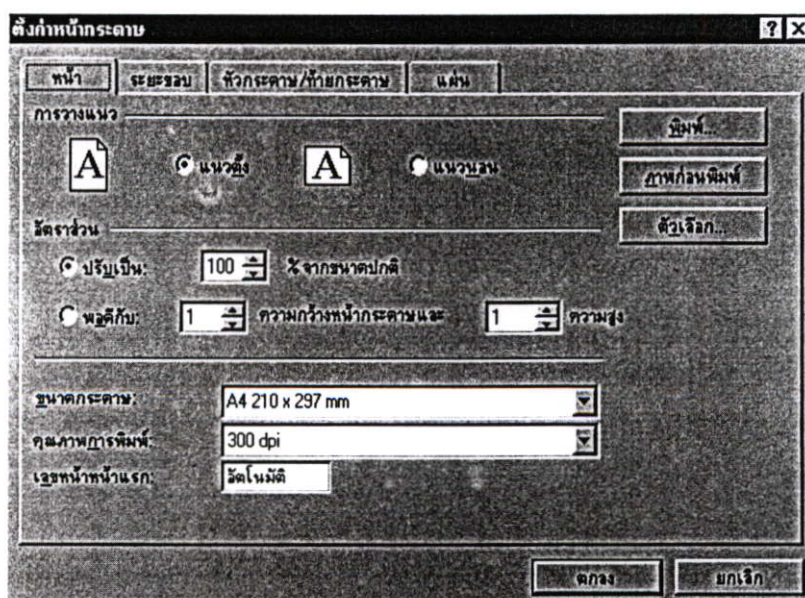 ตั้งค่าหน้ากระดาษ
หน้า ระยะขอบ หัวกระดาษ/ท้ายกระดาษ แผ่น
การวางแนว
พิมพ์...
A แนวตั้ง A แนวนอน
ภาพก่อนพิมพ์
ตัวเลือก...
อัตราส่วน
ปรับเป็น: 100 % จากขนาดปกติ
พอดีกับ: 1 ความกว้างหน้ากระดาษและ 1 ความสูง
ขนาดกระดาษ: A4 210 x 297 mm
คุณภาพการพิมพ์: 300 dpi
เลขหน้าหน้าแรก: อัตโนมัติ
ตกลง ยกเลิก